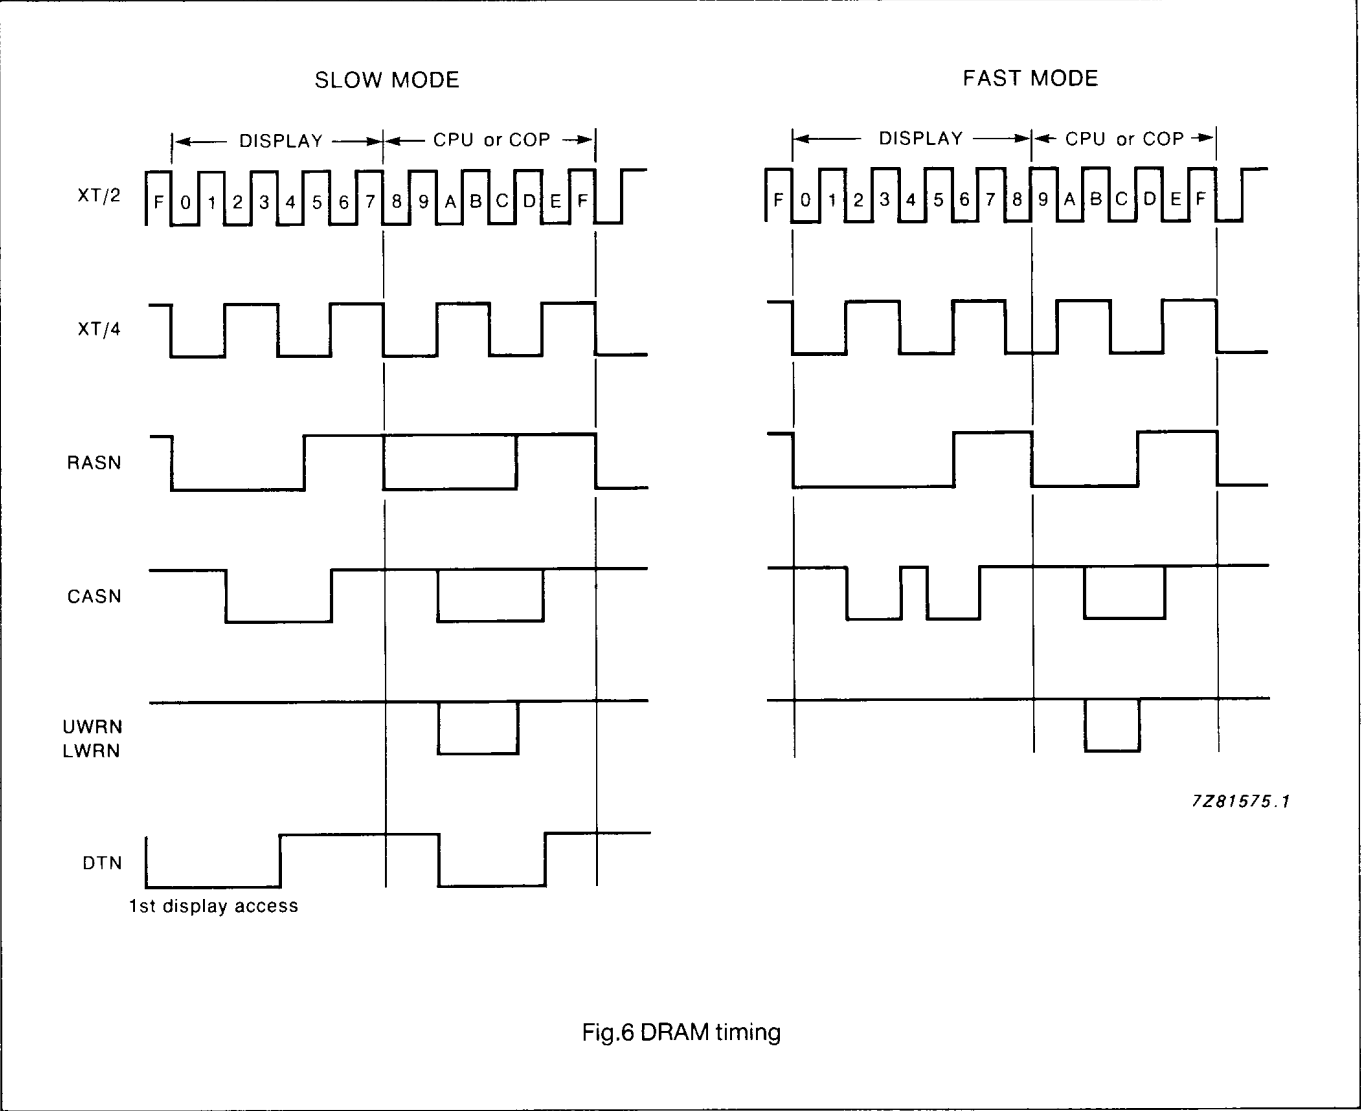 SLOW MODE
FAST MODE
DISPLAY
CPU or COP
DISPLAY
CPU or COP
XT/2
F 0 1 2 3 4 5 6 7 8 9 A B C D E F
F 0 1 2 3 4 5 6 7 8 9 A B C D E F
XT/4
RASN
CASN
UWRN
LWRN
7Z81575.1
DTN
1st display access
Fig.6 DRAM timing